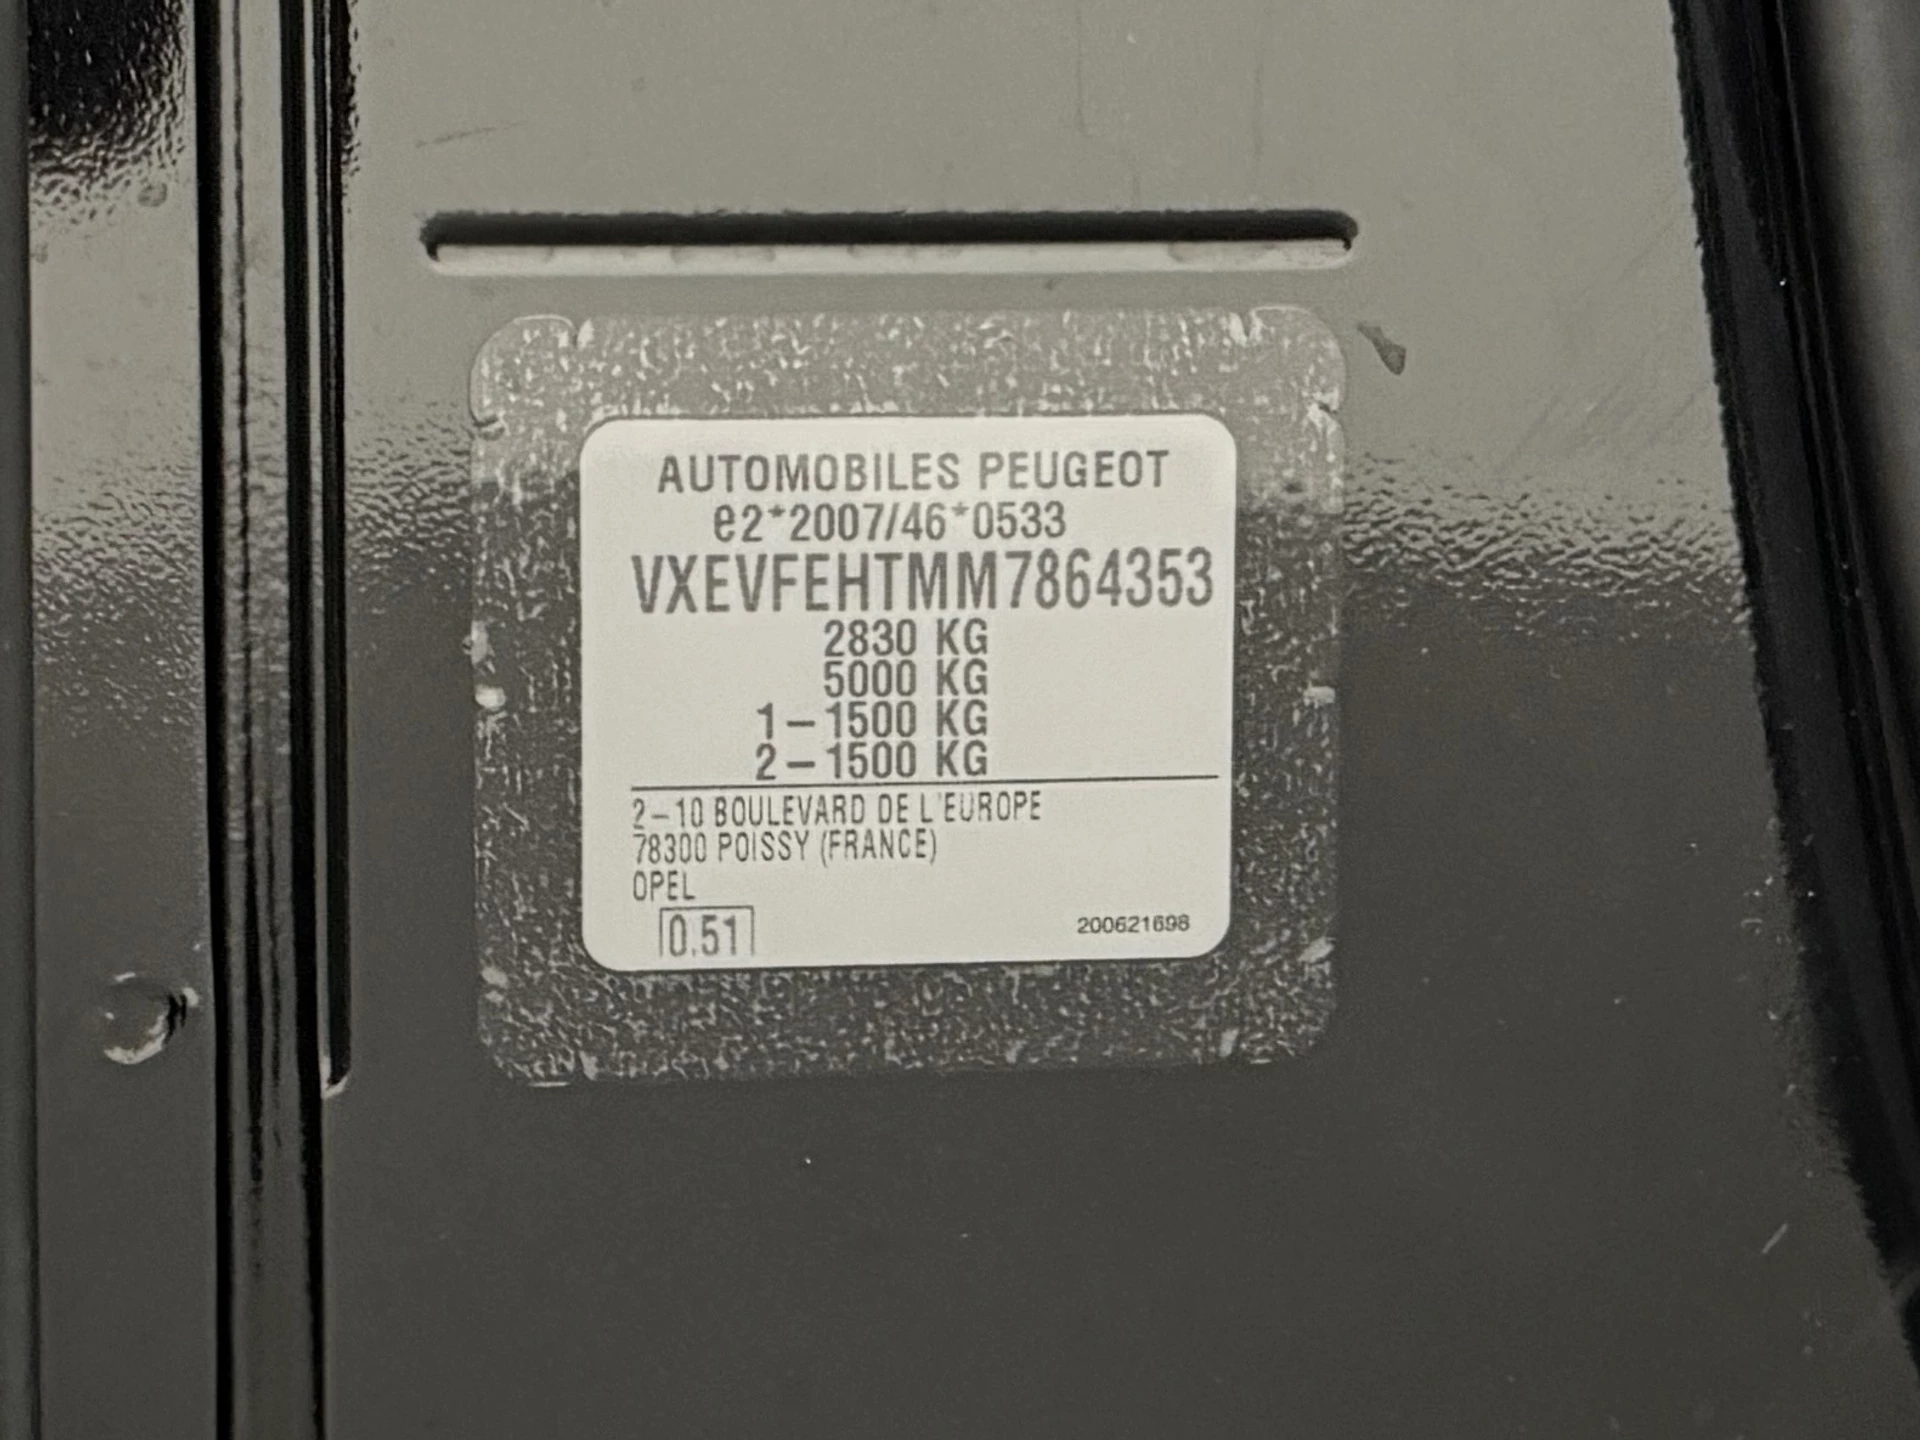 AUTOMOBILES PEUGEOT
e2*2007/46*0533
VXEVFEHTMM7864353
2830 KG
5000 KG
1-1500 KG
2-1500 KG
2-10 BOULEVARD DE L'EUROPE
78300 POISSY (FRANCE)
OPEL
0.51
200621698